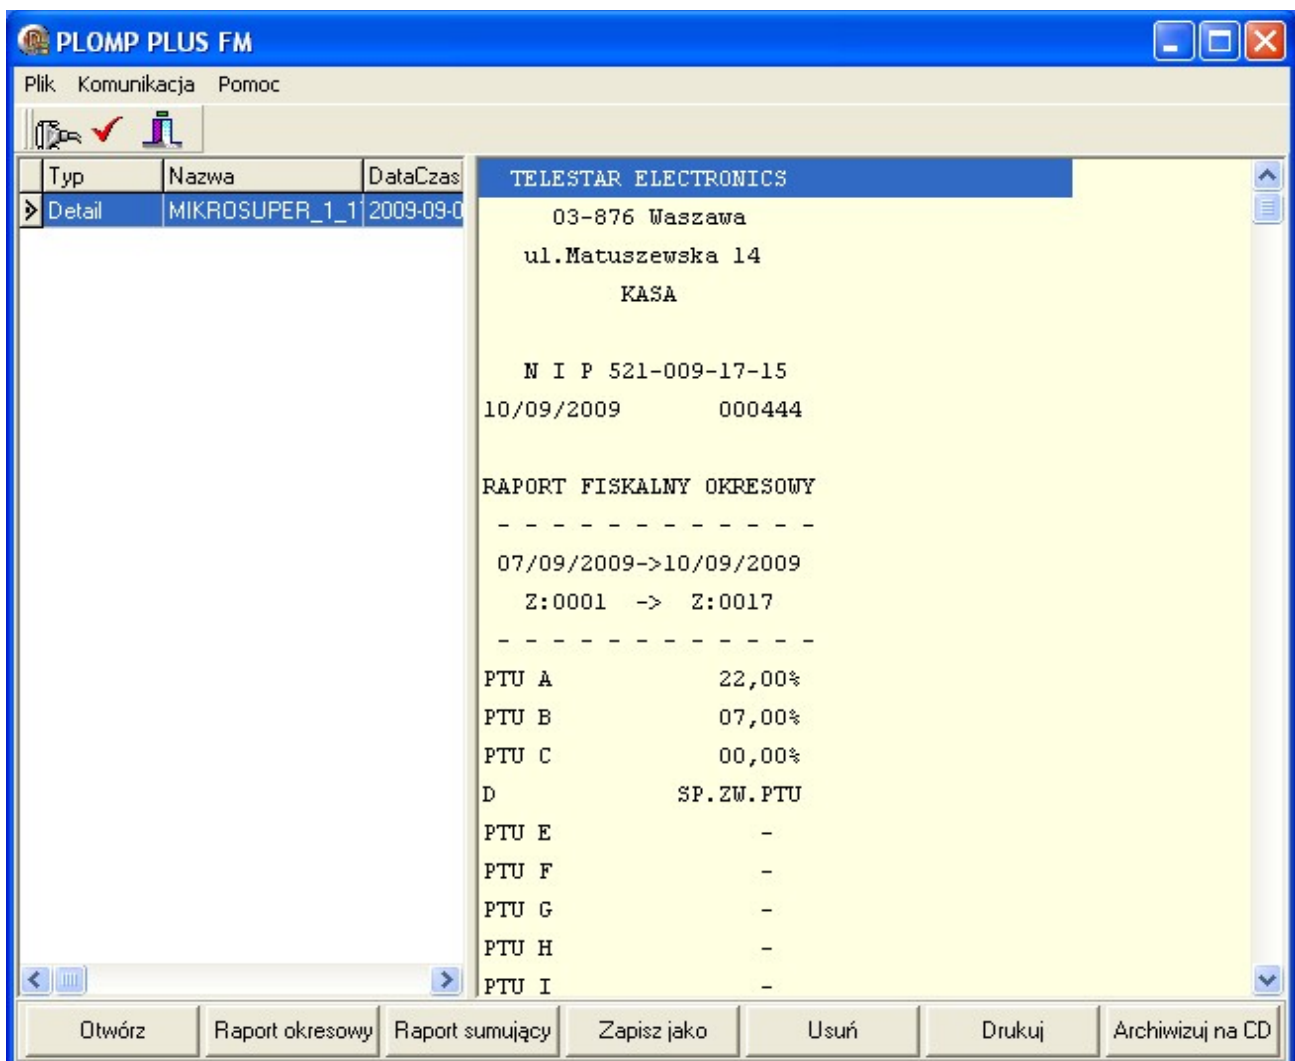 PLOMP PLUS FM
Plik Komunikacja Pomoc
Typ Nazwa DataCzas
Detail MIKROSUPER_1_1 2009-09-0
TELESTAR ELECTRONICS
03-876 Waszawa
ul.Matuszewska 14
KASA
N I P 521-009-17-15
10/09/2009 000444
RAPORT FISKALNY OKRESOWY
- - - - - - - - - - - -
07/09/2009->10/09/2009
Z:0001 -> Z:0017
- - - - - - - - - - - -
PTU A 22,00%
PTU B 07,00%
PTU C 00,00%
D SP.ZW.PTU
PTU E -
PTU F -
PTU G -
PTU H -
PTU I -
Otwórz Raport okresowy Raport sumujący Zapisz jako Usuń Drukuj Archiwizuj na CD